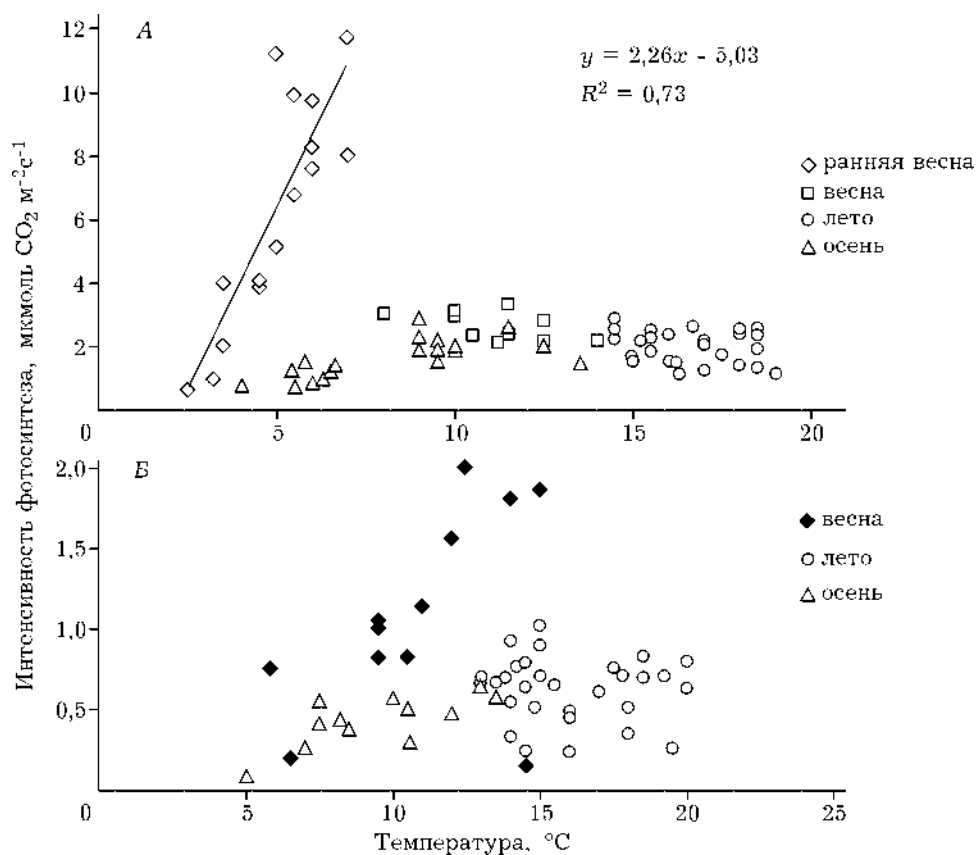 Интенсивность фотосинтеза, мкмоль CO₂ м⁻²с⁻¹
А
y = 2,26x - 5,03
R² = 0,73
12
10
8
6
4
2
0
5
10
15
20
ранняя весна
весна
лето
осень
Б
2,0
1,5
1,0
0,5
0
5
10
15
20
25
весна
лето
осень
Температура, °C